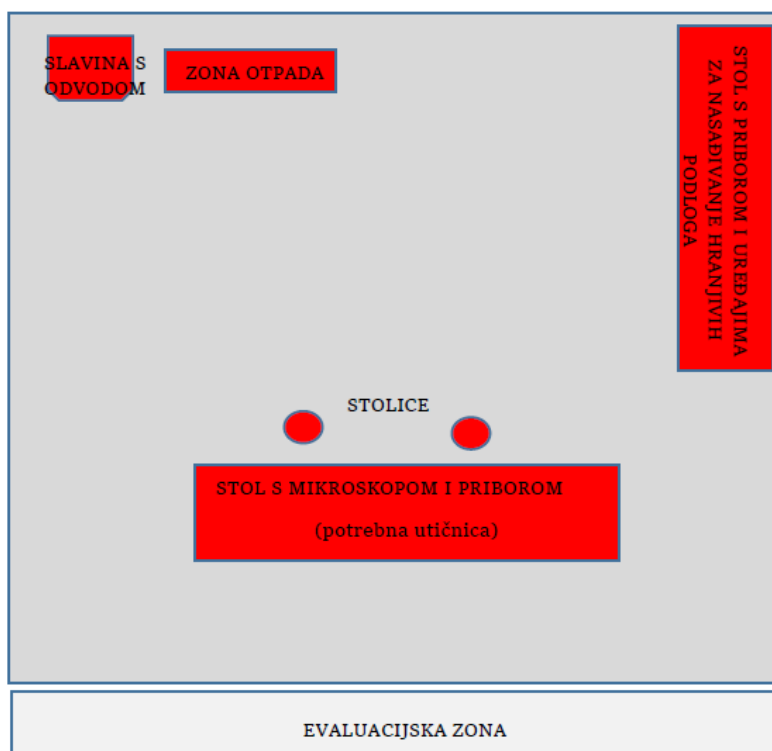 SLAVINA S
ODVODOM
ZONA OTPADA
STOL S PRIBOROM I UREĐAJIMA
ZA NASAĐIVANJE HRANJIVIH
PODLOGA
STOLICE
STOL S MIKROSKOPOM I PRIBOROM
(potrebna utičnica)
EVALUACIJSKA ZONA